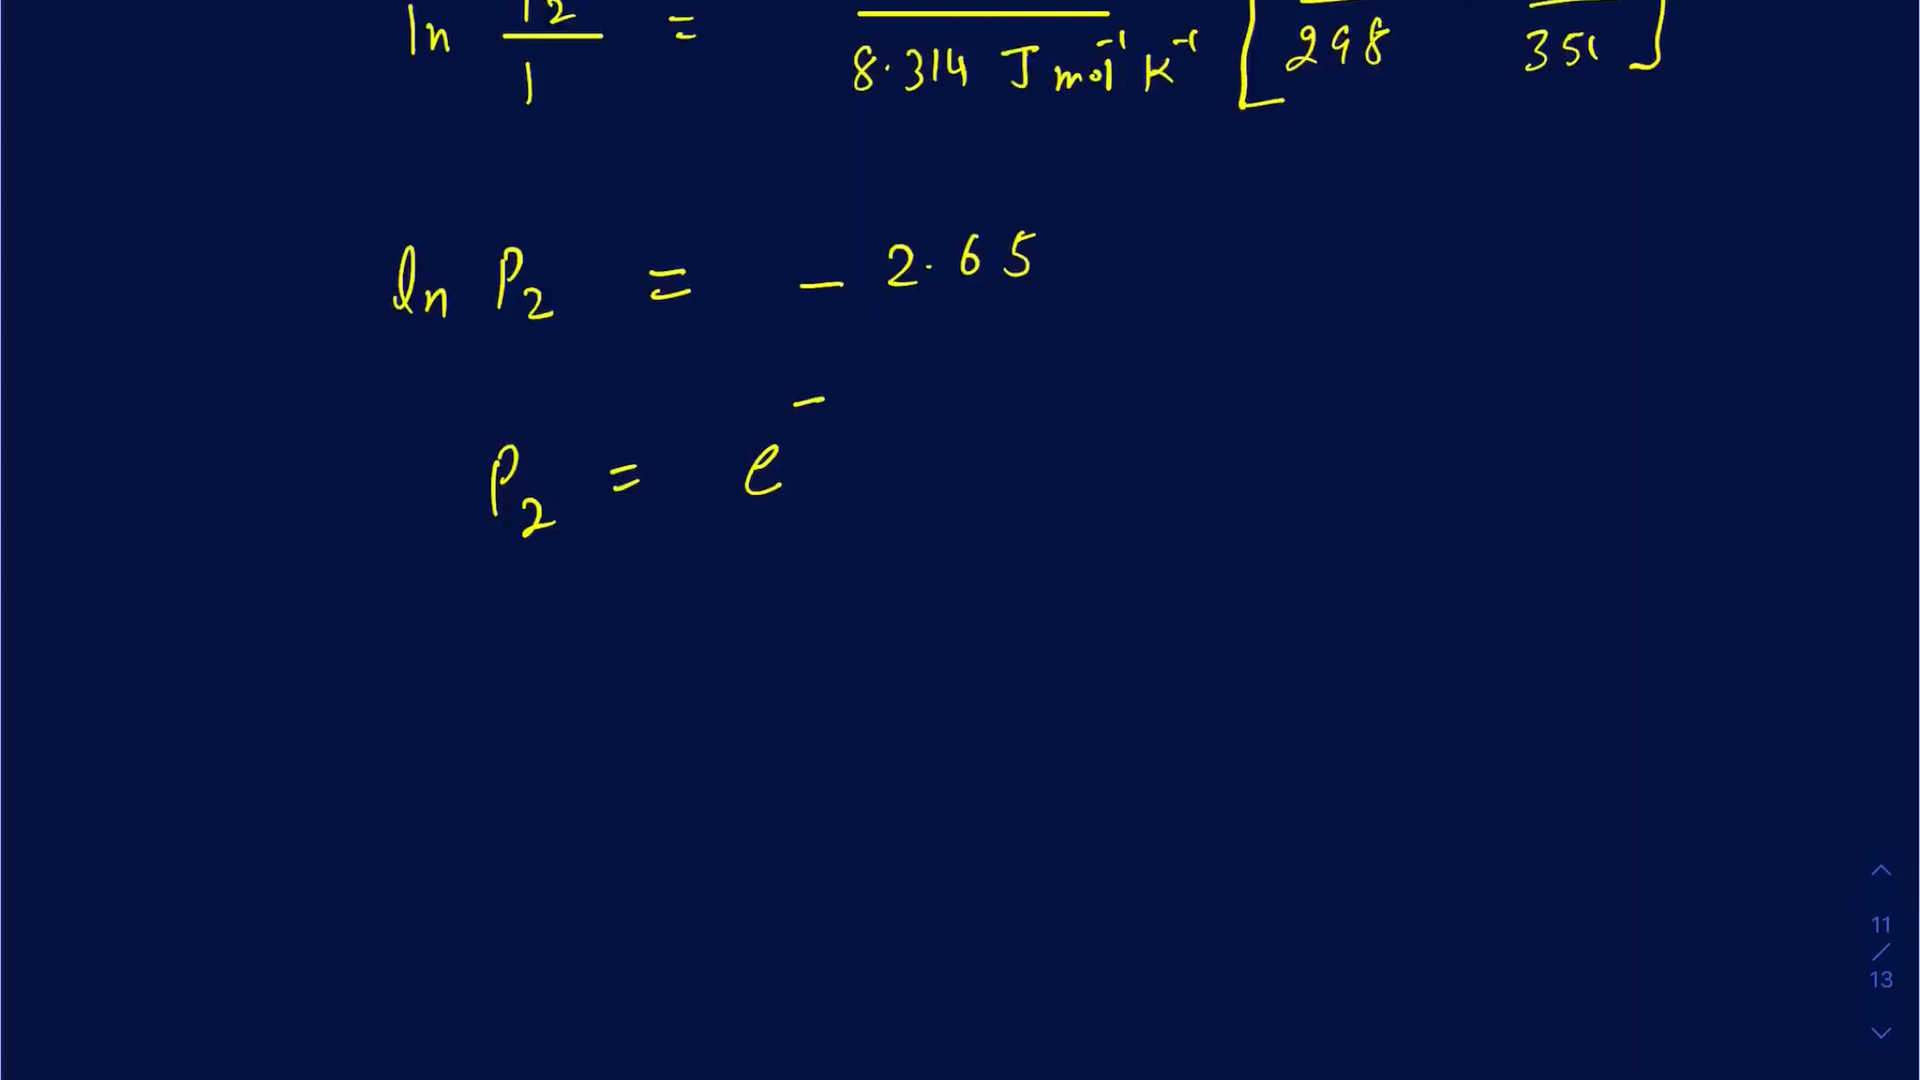 ln P2/1 = /8.314 J mol⁻¹ K⁻¹ [ /298 /351 ]
ln P2 = - 2.65
P2 = e⁻
11
/
13